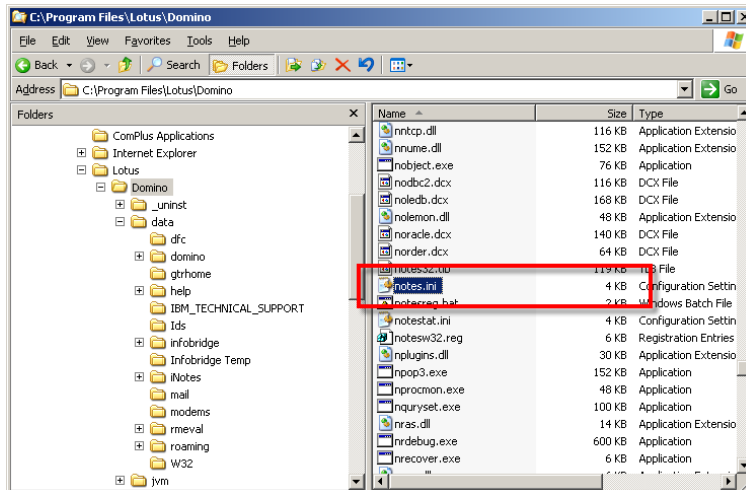 C:\Program Files\Lotus\Domino
File Edit View Favorites Tools Help
Back Search Folders
Address C:\Program Files\Lotus\Domino Go
Folders
ComPlus Applications
Internet Explorer
Lotus
Domino
_uninst
data
dfc
domino
gtrhome
help
IBM_TECHNICAL_SUPPORT
Ids
infobridge
Infobridge Temp
iNotes
mail
modems
rmeval
roaming
W32
jvm
Name Size Type
nntcp.dll 116 KB Application Extensio
nnume.dll 152 KB Application Extensio
nobject.exe 76 KB Application
nodbc2.dcx 116 KB DCX File
noledb.dcx 168 KB DCX File
nolemon.dll 48 KB Application Extensio
noracle.dcx 140 KB DCX File
norder.dcx 64 KB DCX File
notes32.tlb 119 KB TLB File
notes.ini 4 KB Configuration Settin
notesreg.bat 2 KB Windows Batch File
notestat.ini 4 KB Configuration Settin
notesw32.reg 6 KB Registration Entries
nplugins.dll 30 KB Application Extensio
npop3.exe 152 KB Application
nprocmon.exe 48 KB Application
nquryset.exe 100 KB Application
nras.dll 14 KB Application Extensio
nrdebug.exe 600 KB Application
nrecover.exe 6 KB Application